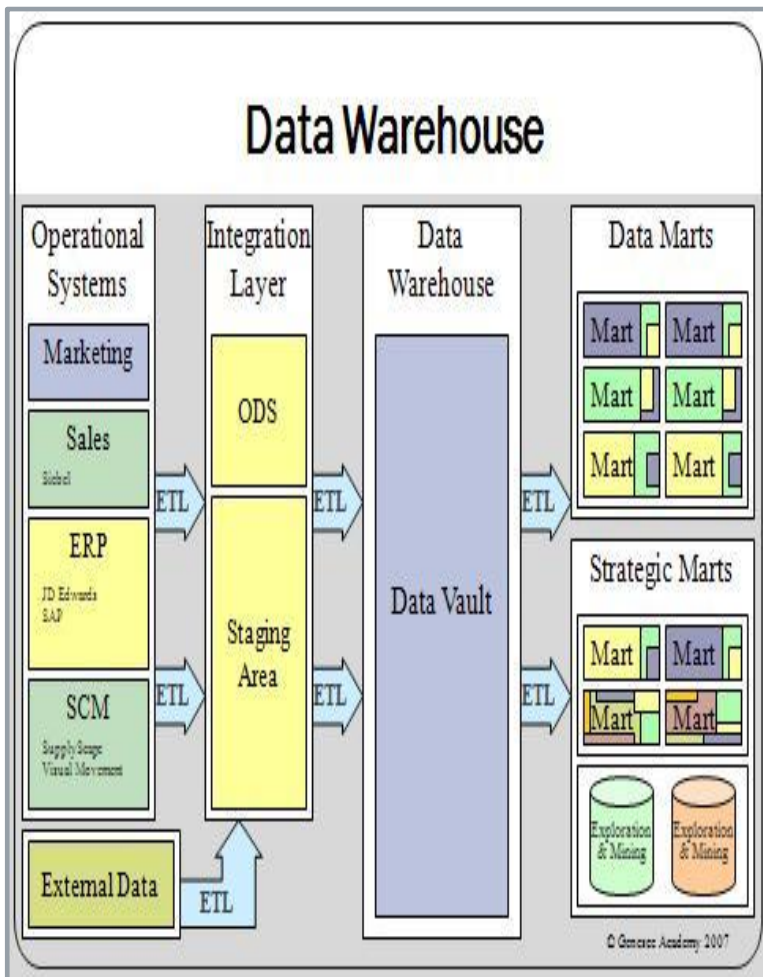 Data Warehouse
Operational
Systems
Marketing
Sales
Siebel
ERP
JD Edwards
SAP
SCM
SupplyScape
Visual Movement
External Data
ETL
ETL
ETL
Integration
Layer
ODS
Staging
Area
ETL
ETL
Data
Warehouse
Data Vault
ETL
ETL
Data Marts
Mart
Mart
Mart
Mart
Mart
Mart
Strategic Marts
Mart
Mart
Mart
Mart
Exploration
& Mining
Exploration
& Mining
© Genesee Academy 2007